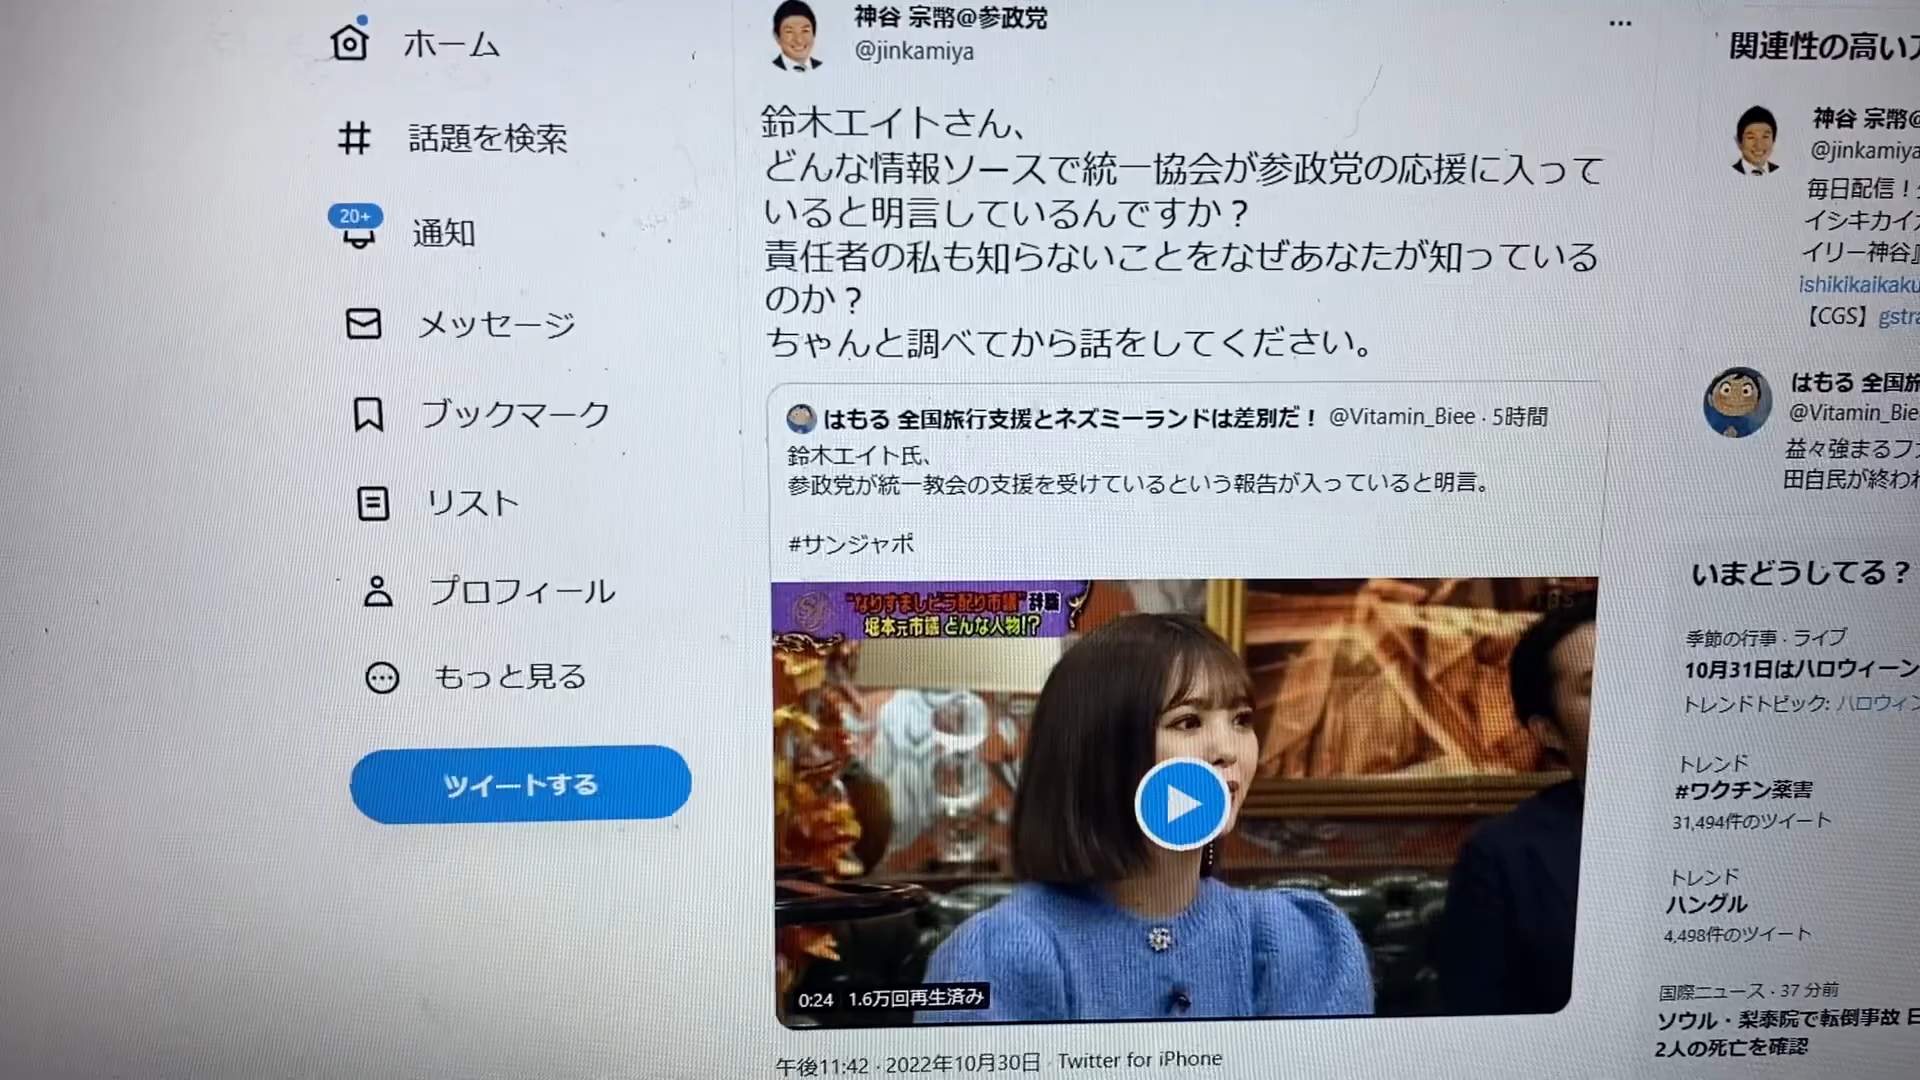 ホーム
話題を検索
20+
通知
メッセージ
ブックマーク
リスト
プロフィール
もっと見る
ツイートする
神谷 宗幣@参政党
@jinkamiya
鈴木エイトさん、
どんな情報ソースで統一協会が参政党の応援に入って
いると明言しているんですか？
責任者の私も知らないことをなぜあなたが知っている
のか？
ちゃんと調べてから話をしてください。
はもる 全国旅行支援とネズミーランドは差別だ！ @Vitamin_Biee · 5時間
鈴木エイト氏、
参政党が統一教会の支援を受けているという報告が入っていると明言。
#サンジャポ
"なりすましビラ配り市議" 辞職
堀本元市議 どんな人物!?
TBS
0:24 1.6万回再生済み
午後11:42 · 2022年10月30日 · Twitter for iPhone
関連性の高い
神谷 宗幣@
@jinkamiya
毎日配信！
イシキカイカ
イリー神谷』
ishikikaikaku
【CGS】gstra
はもる 全国旅
@Vitamin_Bie
益々強まるフ
田自民が終われ
いまどうしてる？
季節の行事 · ライブ
10月31日はハロウィーン
トレンドトピック: ハロウィン
トレンド
#ワクチン薬害
31,494件のツイート
トレンド
ハングル
4,498件のツイート
国際ニュース · 37 分前
ソウル・梨泰院で転倒事故 日
2人の死亡を確認